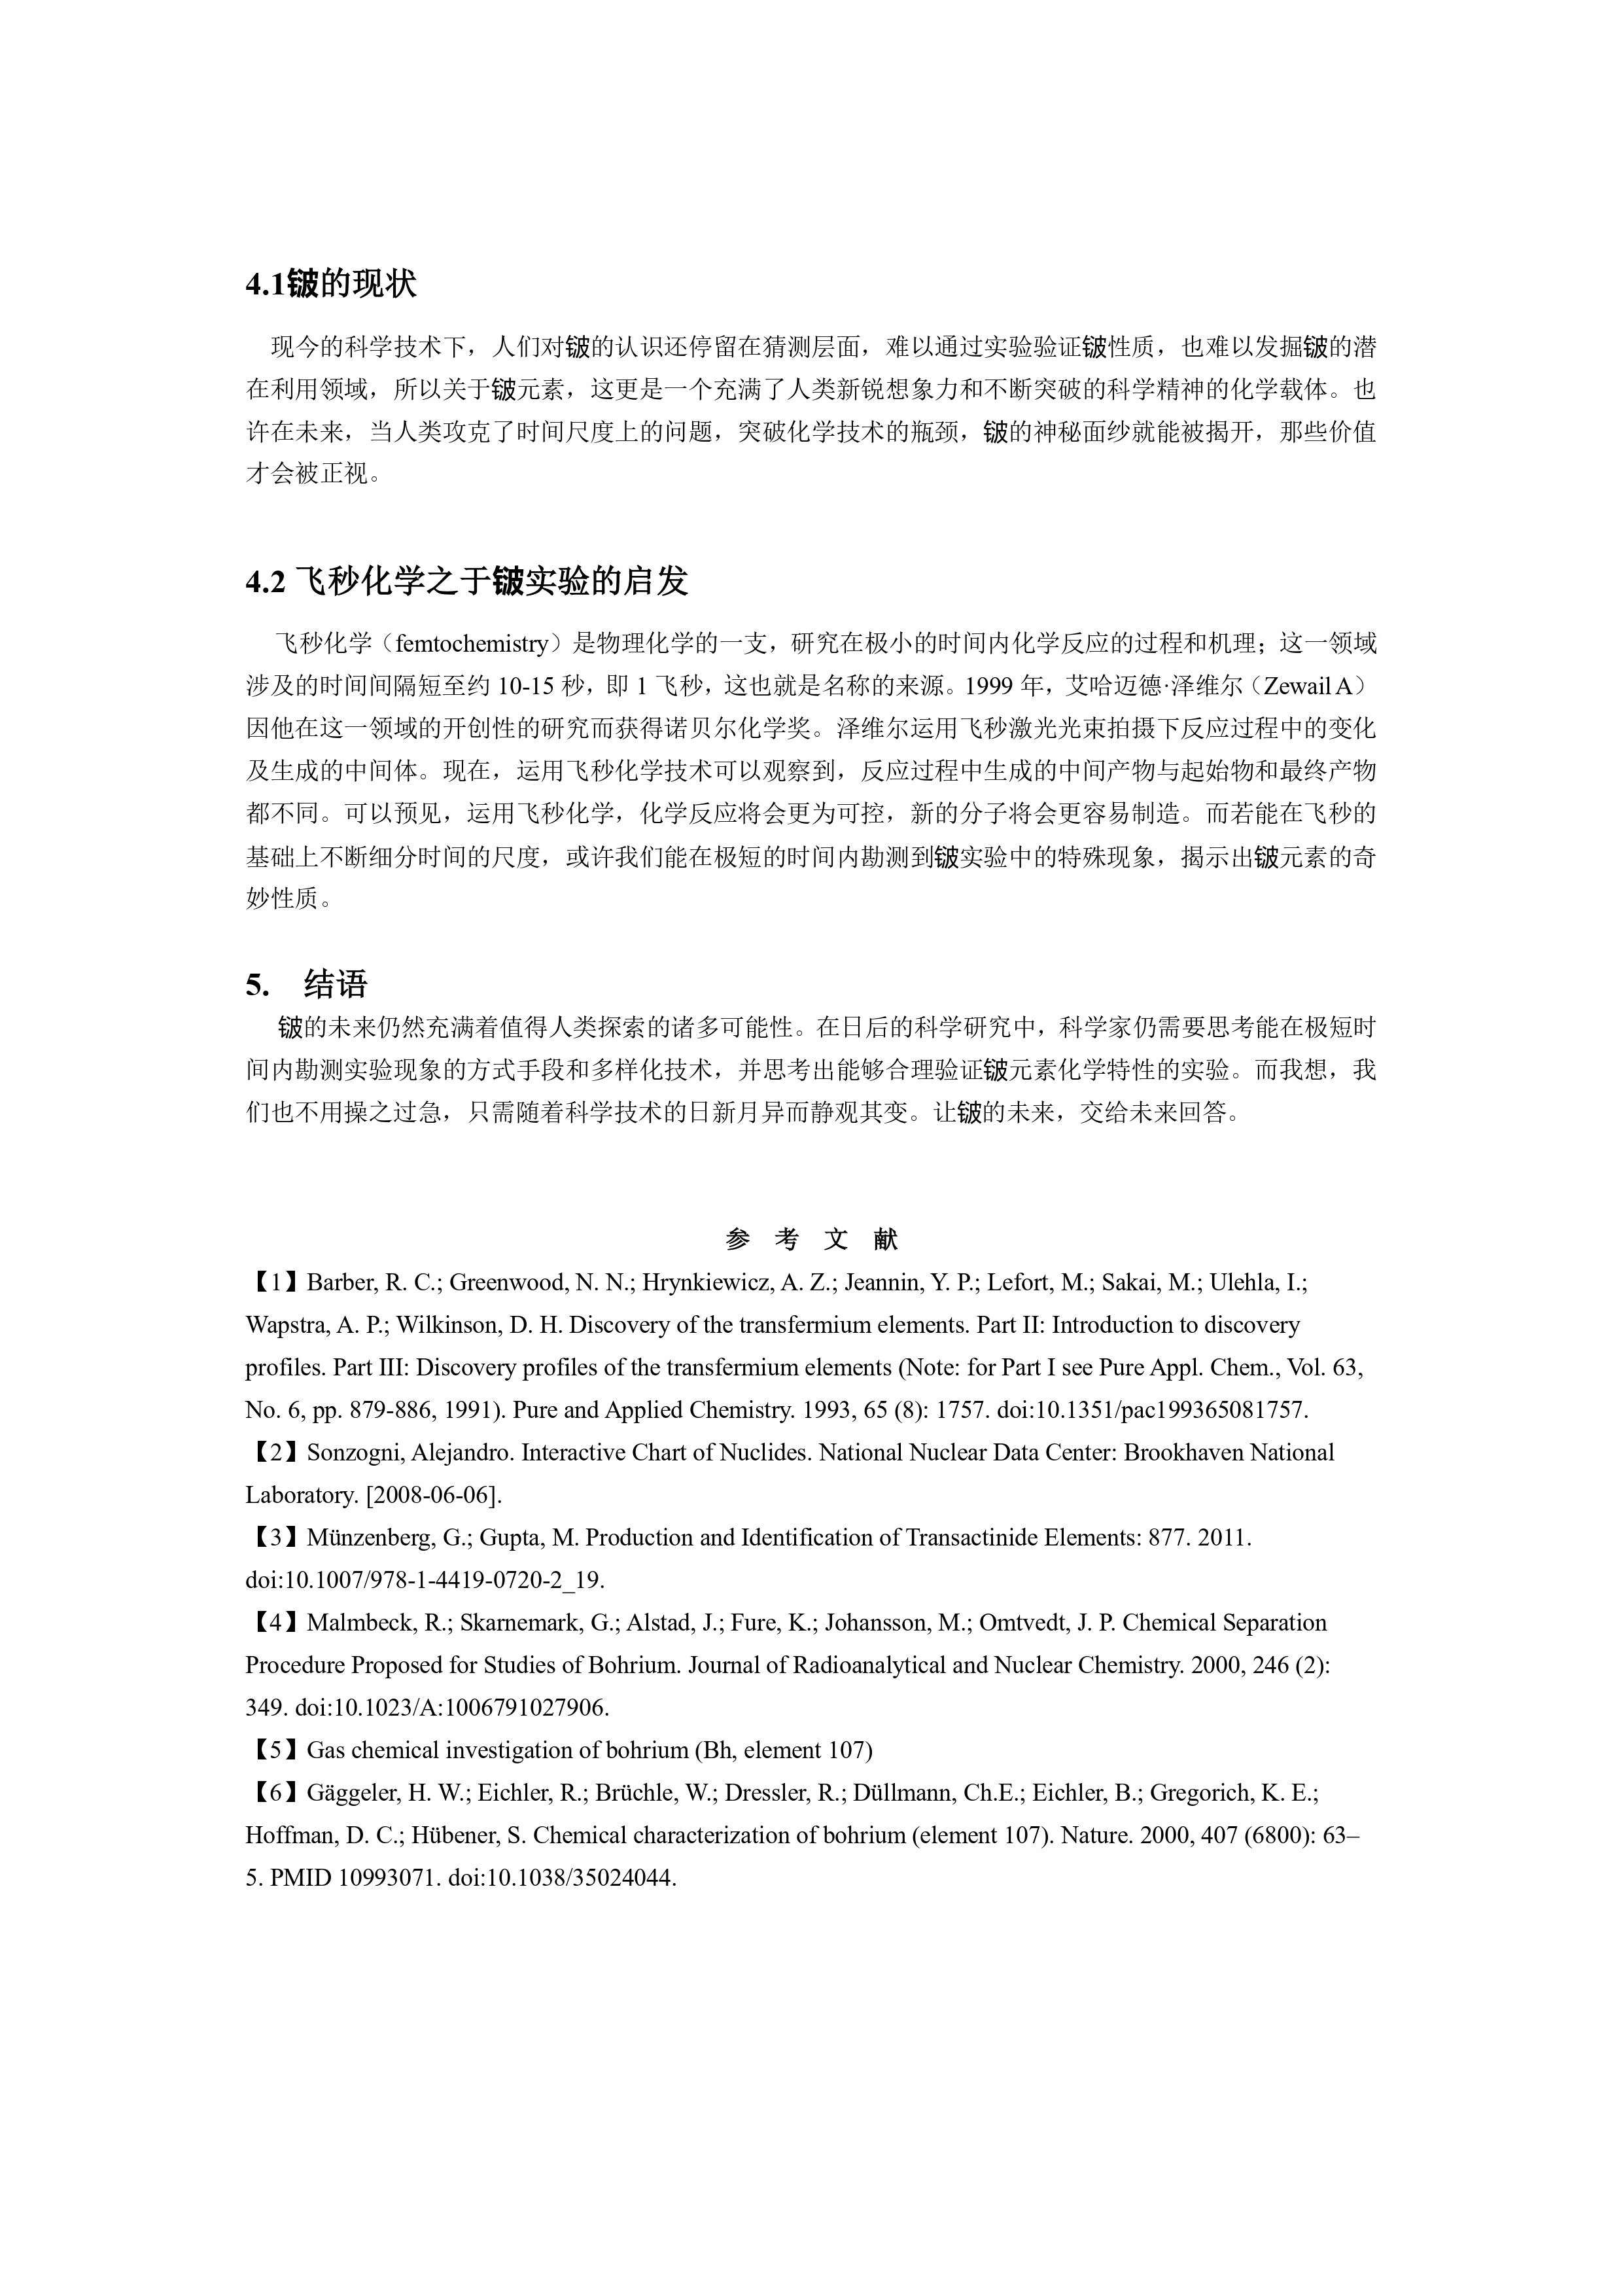 4.1𬭛的现状
现今的科学技术下，人们对𬭛的认识还停留在猜测层面，难以通过实验验证𬭛性质，也难以发掘𬭛的潜
在利用领域，所以关于𬭛元素，这更是一个充满了人类新锐想象力和不断突破的科学精神的化学载体。也
许在未来，当人类攻克了时间尺度上的问题，突破化学技术的瓶颈，𬭛的神秘面纱就能被揭开，那些价值
才会被正视。
4.2 飞秒化学之于𬭛实验的启发
飞秒化学（femtochemistry）是物理化学的一支，研究在极小的时间内化学反应的过程和机理；这一领域
涉及的时间间隔短至约 10-15 秒，即 1 飞秒，这也就是名称的来源。1999 年，艾哈迈德·泽维尔（Zewail A）
因他在这一领域的开创性的研究而获得诺贝尔化学奖。泽维尔运用飞秒激光光束拍摄下反应过程中的变化
及生成的中间体。现在，运用飞秒化学技术可以观察到，反应过程中生成的中间产物与起始物和最终产物
都不同。可以预见，运用飞秒化学，化学反应将会更为可控，新的分子将会更容易制造。而若能在飞秒的
基础上不断细分时间的尺度，或许我们能在极短的时间内勘测到𬭛实验中的特殊现象，揭示出𬭛元素的奇
妙性质。
5. 结语
𬭛的未来仍然充满着值得人类探索的诸多可能性。在日后的科学研究中，科学家仍需要思考能在极短时
间内勘测实验现象的方式手段和多样化技术，并思考出能够合理验证𬭛元素化学特性的实验。而我想，我
们也不用操之过急，只需随着科学技术的日新月异而静观其变。让𬭛的未来，交给未来回答。
参 考 文 献
【1】Barber, R. C.; Greenwood, N. N.; Hrynkiewicz, A. Z.; Jeannin, Y. P.; Lefort, M.; Sakai, M.; Ulehla, I.;
Wapstra, A. P.; Wilkinson, D. H. Discovery of the transfermium elements. Part II: Introduction to discovery
profiles. Part III: Discovery profiles of the transfermium elements (Note: for Part I see Pure Appl. Chem., Vol. 63,
No. 6, pp. 879-886, 1991). Pure and Applied Chemistry. 1993, 65 (8): 1757. doi:10.1351/pac199365081757.
【2】Sonzogni, Alejandro. Interactive Chart of Nuclides. National Nuclear Data Center: Brookhaven National
Laboratory. [2008-06-06].
【3】Münzenberg, G.; Gupta, M. Production and Identification of Transactinide Elements: 877. 2011.
doi:10.1007/978-1-4419-0720-2_19.
【4】Malmbeck, R.; Skarnemark, G.; Alstad, J.; Fure, K.; Johansson, M.; Omtvedt, J. P. Chemical Separation
Procedure Proposed for Studies of Bohrium. Journal of Radioanalytical and Nuclear Chemistry. 2000, 246 (2):
349. doi:10.1023/A:1006791027906.
【5】Gas chemical investigation of bohrium (Bh, element 107)
【6】Gäggeler, H. W.; Eichler, R.; Brüchle, W.; Dressler, R.; Düllmann, Ch.E.; Eichler, B.; Gregorich, K. E.;
Hoffman, D. C.; Hübener, S. Chemical characterization of bohrium (element 107). Nature. 2000, 407 (6800): 63–
5. PMID 10993071. doi:10.1038/35024044.